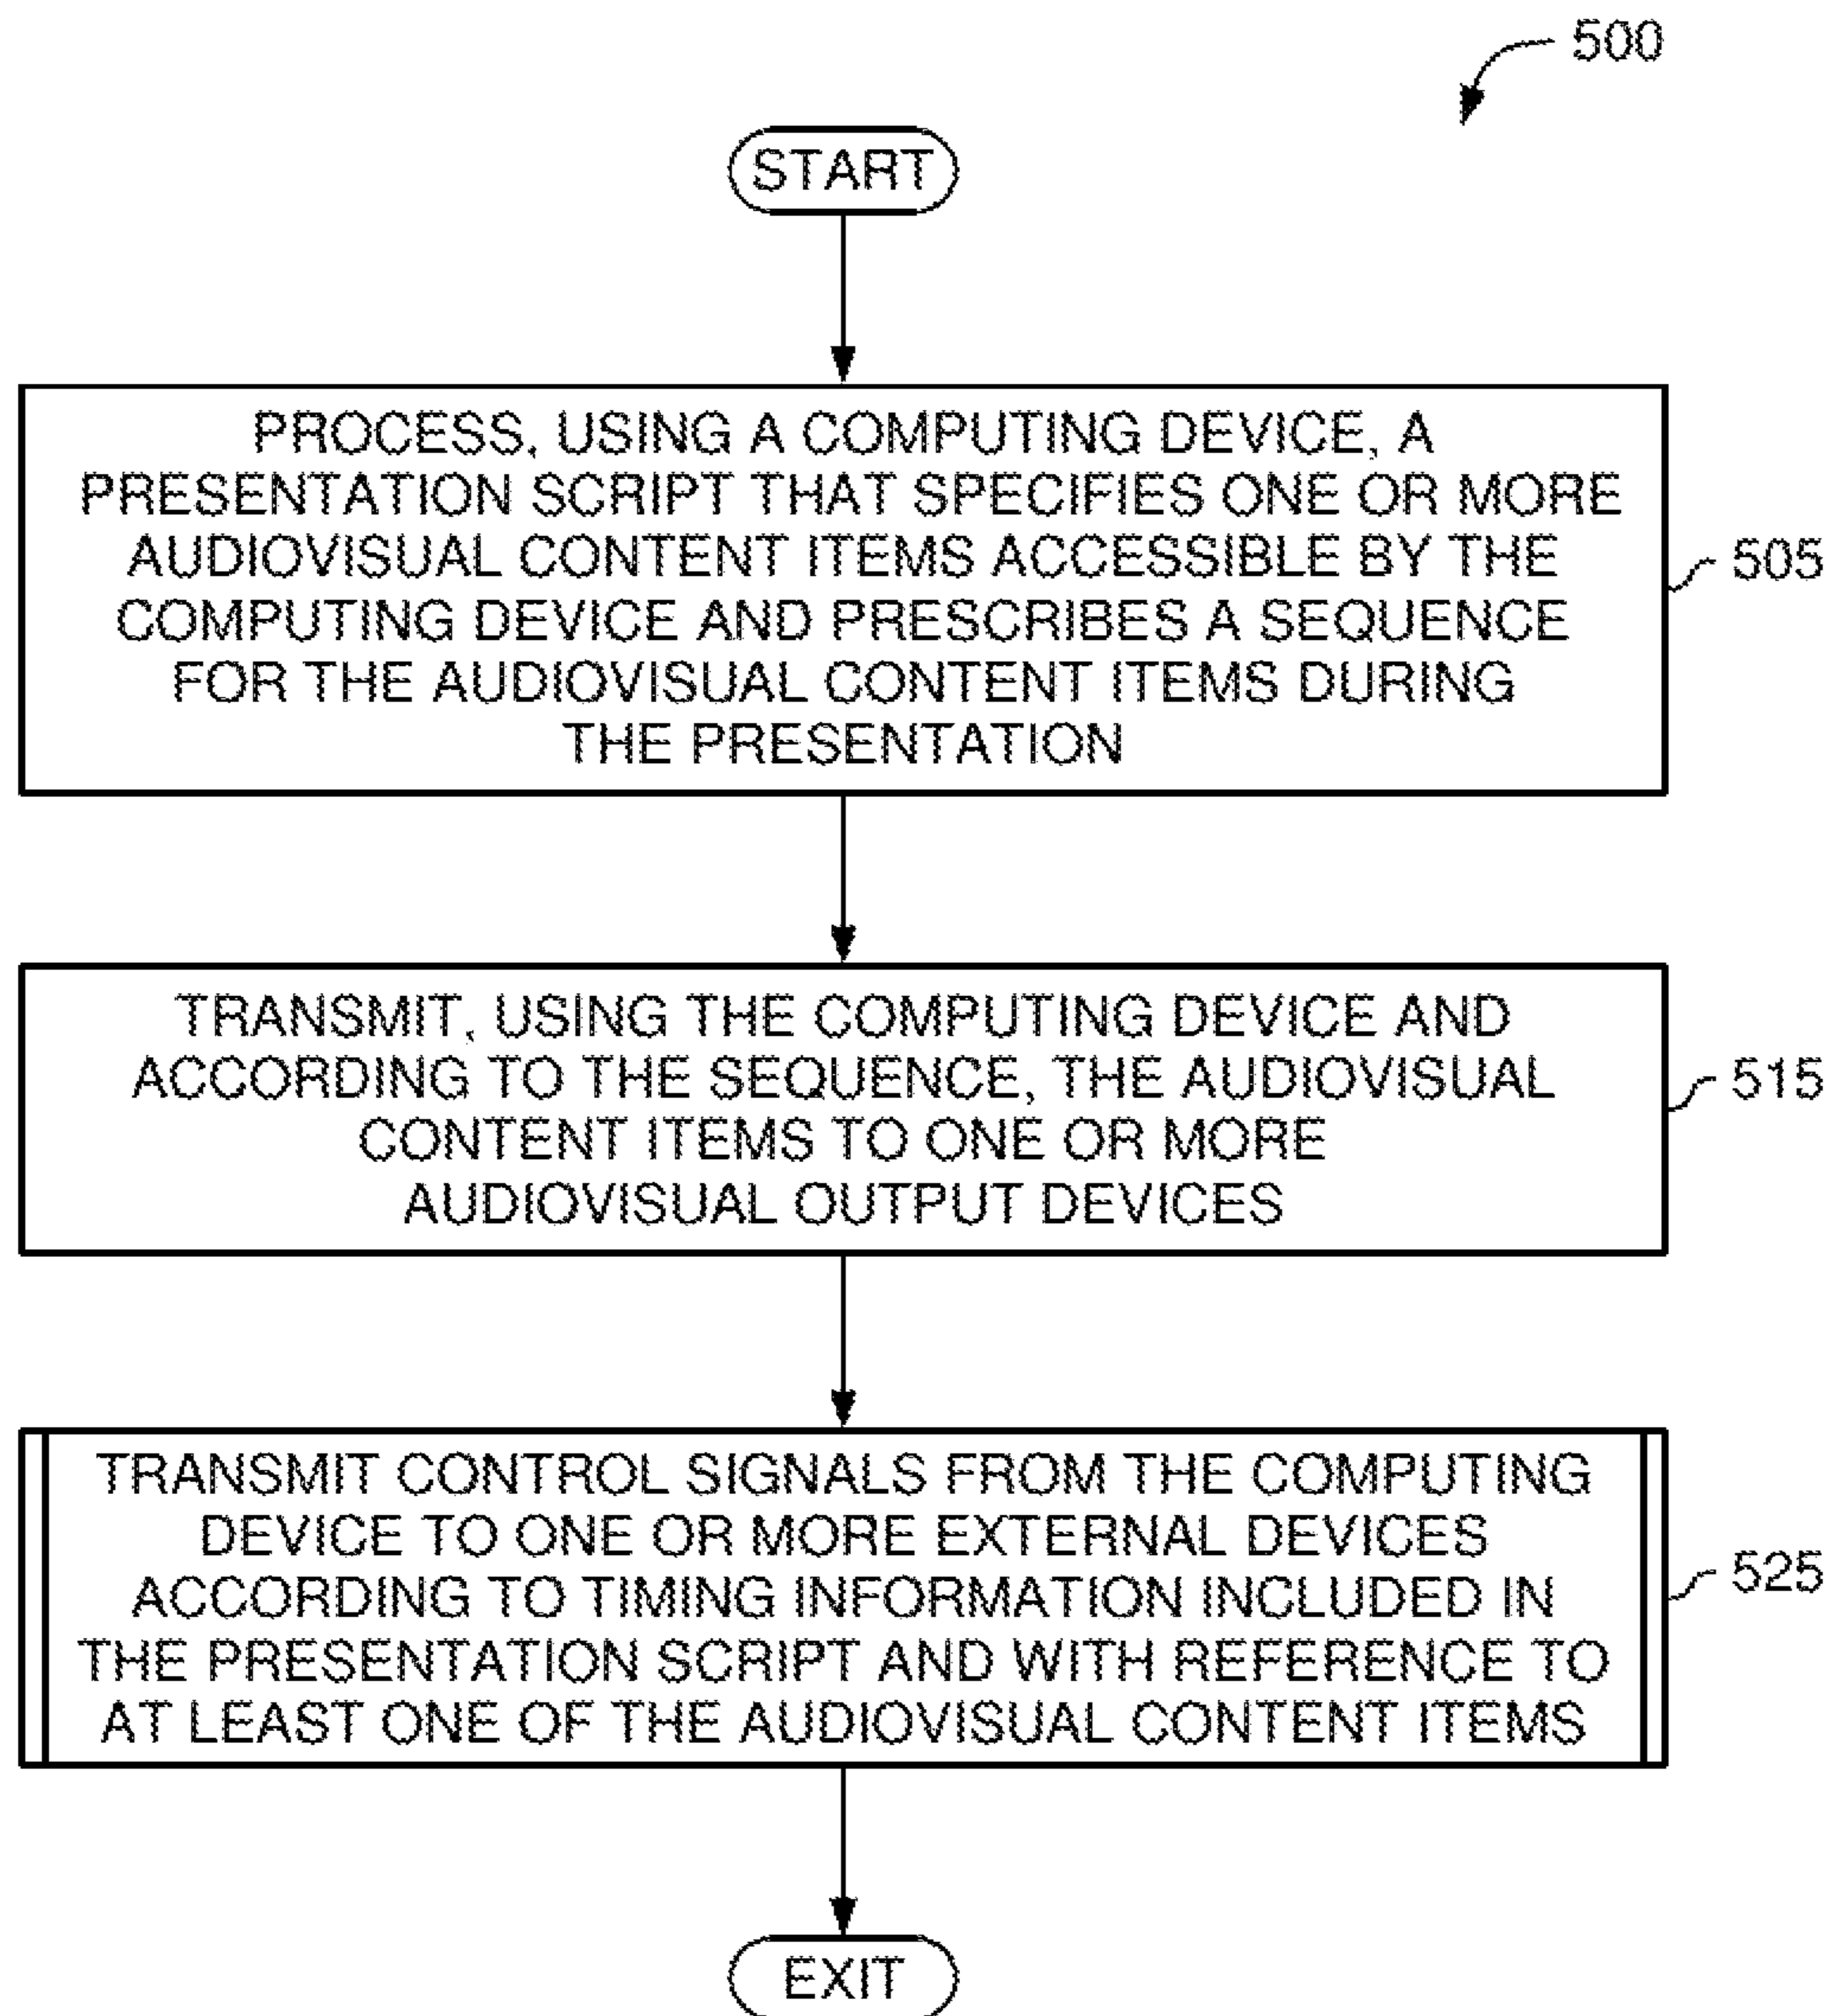 500
START
PROCESS, USING A COMPUTING DEVICE, A
PRESENTATION SCRIPT THAT SPECIFIES ONE OR MORE
AUDIOVISUAL CONTENT ITEMS ACCESSIBLE BY THE
COMPUTING DEVICE AND PRESCRIBES A SEQUENCE
FOR THE AUDIOVISUAL CONTENT ITEMS DURING
THE PRESENTATION
505
TRANSMIT, USING THE COMPUTING DEVICE AND
ACCORDING TO THE SEQUENCE, THE AUDIOVISUAL
CONTENT ITEMS TO ONE OR MORE
AUDIOVISUAL OUTPUT DEVICES
515
TRANSMIT CONTROL SIGNALS FROM THE COMPUTING
DEVICE TO ONE OR MORE EXTERNAL DEVICES
ACCORDING TO TIMING INFORMATION INCLUDED IN
THE PRESENTATION SCRIPT AND WITH REFERENCE TO
AT LEAST ONE OF THE AUDIOVISUAL CONTENT ITEMS
525
EXIT